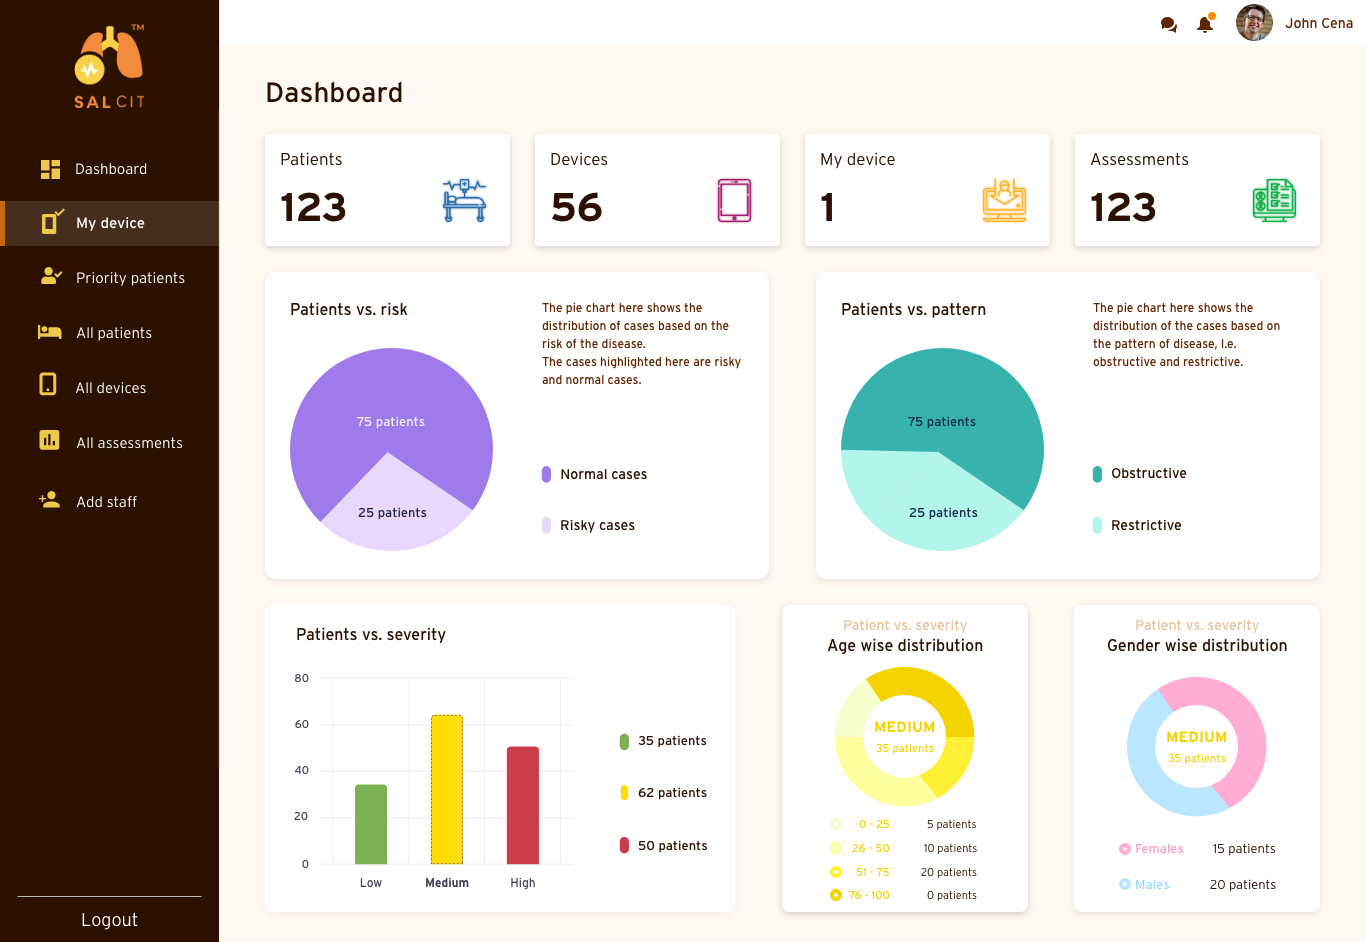 TM
SALCIT
Dashboard
My device
Priority patients
All patients
All devices
All assessments
Add staff
Logout
John Cena
Dashboard
Patients
123
Devices
56
My device
1
Assessments
123
Patients vs. risk
75 patients
25 patients
The pie chart here shows the
distribution of cases based on the
risk of the disease.
The cases highlighted here are risky
and normal cases.
Normal cases
Risky cases
Patients vs. pattern
75 patients
25 patients
The pie chart here shows the
distribution of the cases based on
the pattern of disease, I.e.
obstructive and restrictive.
Obstructive
Restrictive
Patients vs. severity
80
60
40
20
0
Low Medium High
35 patients
62 patients
50 patients
Patient vs. severity
Age wise distribution
MEDIUM
35 patients
0 - 25 5 patients
26 - 50 10 patients
51 - 75 20 patients
76 - 100 0 patients
Patient vs. severity
Gender wise distribution
MEDIUM
35 patients
Females 15 patients
Males 20 patients